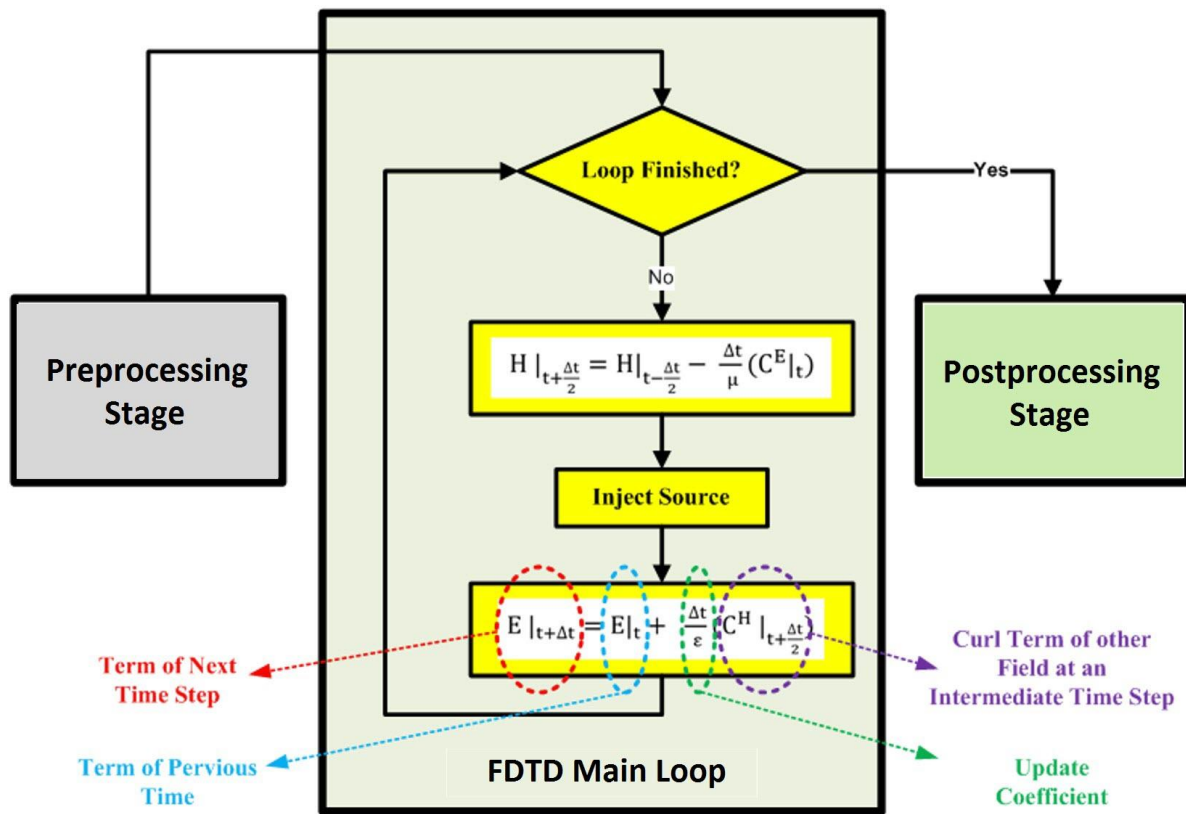 Loop Finished?
Yes
No
Preprocessing
Stage
H |ₜ₊Δt/2 = H|ₜ₋Δt/2 − Δt/μ (Cᴱ|ₜ)
Postprocessing
Stage
Inject Source
E |ₜ₊Δt = E|ₜ + Δt/ε (Cᴴ |ₜ₊Δt/2)
Term of Next
Time Step
Curl Term of other
Field at an
Intermediate Time Step
Term of Pervious
Time
FDTD Main Loop
Update
Coefficient